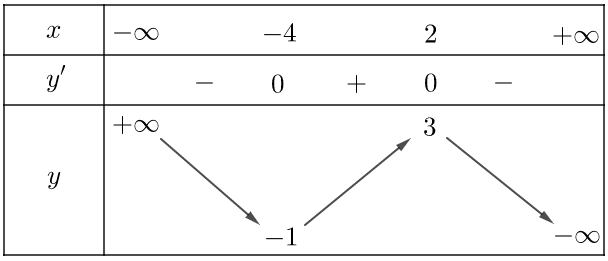 x −∞ −4 2 +∞
y′ − 0 + 0 −
+∞ 3
y
−1 −∞